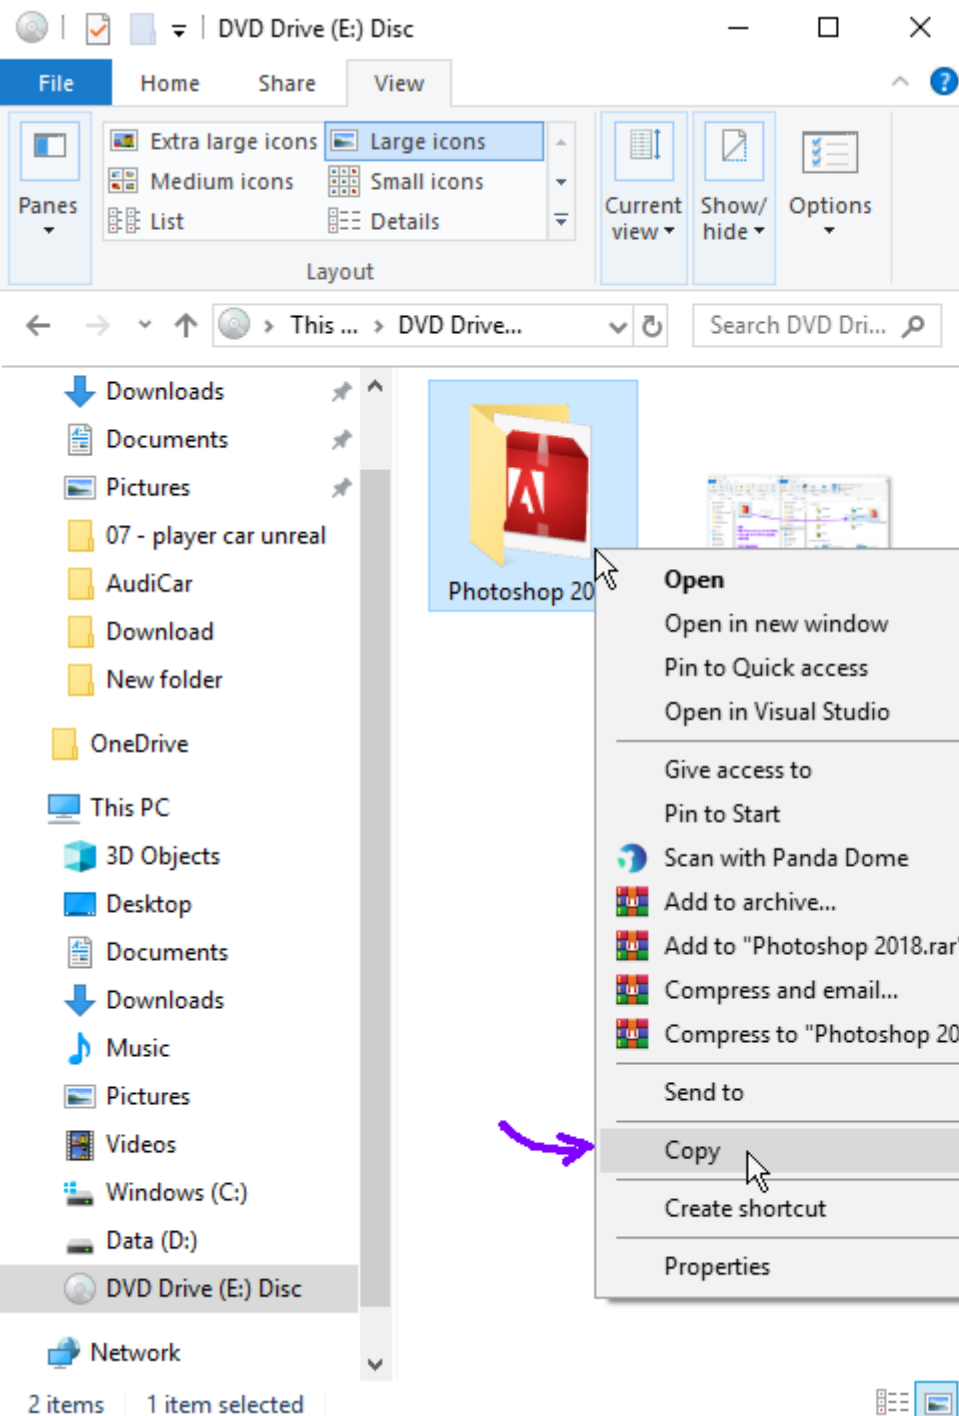 DVD Drive (E:) Disc
File Home Share View
Extra large icons Large icons
Medium icons Small icons
List Details
Panes
Current view
Show/ hide
Options
Layout
This ... DVD Drive...
Search DVD Dri...
Downloads
Documents
Pictures
07 - player car unreal
AudiCar
Download
New folder
OneDrive
This PC
3D Objects
Desktop
Documents
Downloads
Music
Pictures
Videos
Windows (C:)
Data (D:)
DVD Drive (E:) Disc
Network
Photoshop 20
Open
Open in new window
Pin to Quick access
Open in Visual Studio
Give access to
Pin to Start
Scan with Panda Dome
Add to archive...
Add to "Photoshop 2018.rar"
Compress and email...
Compress to "Photoshop 20
Send to
Copy
Create shortcut
Properties
2 items 1 item selected